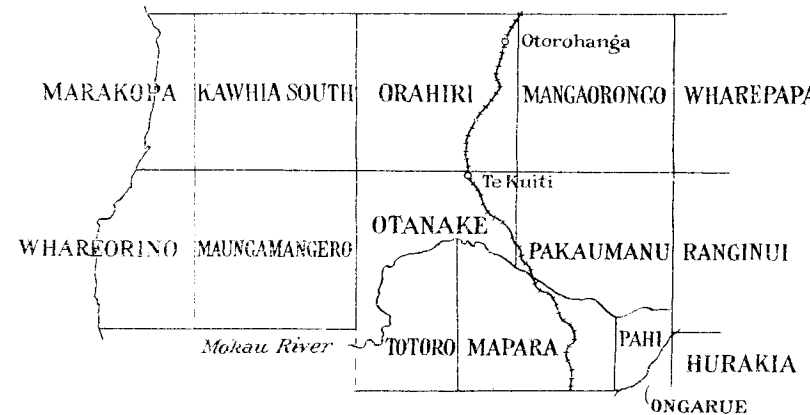 Otorohanga
MARAKOPA KAWHIA SOUTH ORAHIRI MANGAORONGO WHAREPAPA
Te Kuiti
OTANAKE
WHAREORINO MAUNGAMANGERO PAKAUMANU RANGINUI
Mokau River TOTORO MAPARA PAHI
HURAKIA
ONGARUE